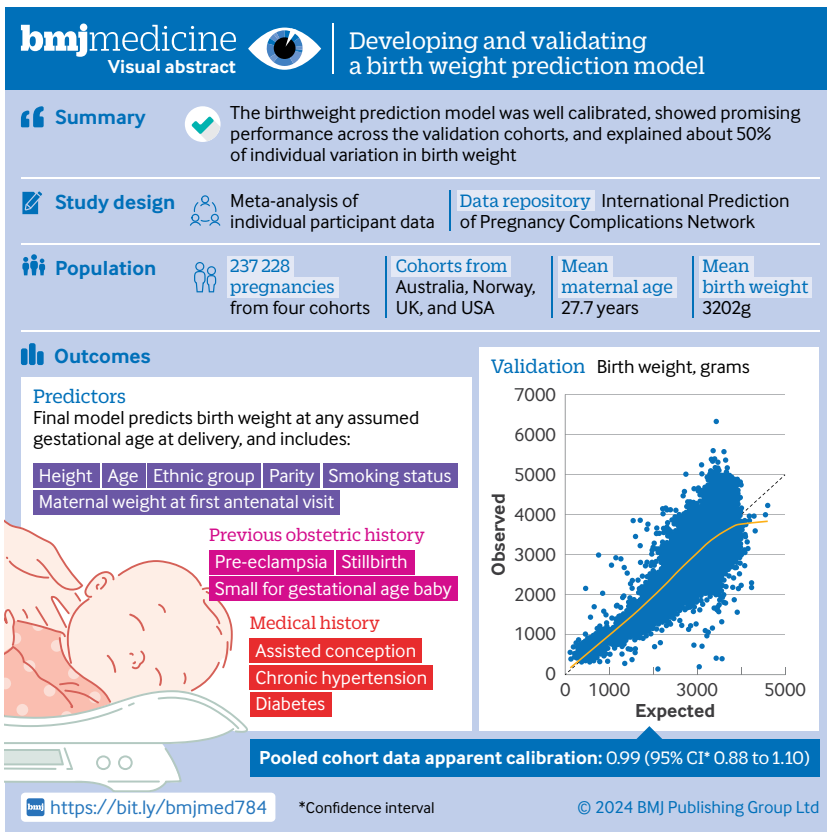 bmjmedicine
Visual abstract
Developing and validating
a birth weight prediction model
Summary
The birthweight prediction model was well calibrated, showed promising
performance across the validation cohorts, and explained about 50%
of individual variation in birth weight
Study design
Meta-analysis of
individual participant data
Data repository International Prediction
of Pregnancy Complications Network
Population
237 228
pregnancies
from four cohorts
Cohorts from
Australia, Norway,
UK, and USA
Mean
maternal age
27.7 years
Mean
birth weight
3202g
Outcomes
Predictors
Final model predicts birth weight at any assumed
gestational age at delivery, and includes:
Height Age Ethnic group Parity Smoking status
Maternal weight at first antenatal visit
Previous obstetric history
Pre-eclampsia Stillbirth
Small for gestational age baby
Medical history
Assisted conception
Chronic hypertension
Diabetes
Validation Birth weight, grams
7000
6000
5000
4000
3000
2000
1000
0
Observed
0 1000 3000 5000
Expected
Pooled cohort data apparent calibration: 0.99 (95% CI* 0.88 to 1.10)
bmj https://bit.ly/bmjmed784
*Confidence interval
© 2024 BMJ Publishing Group Ltd